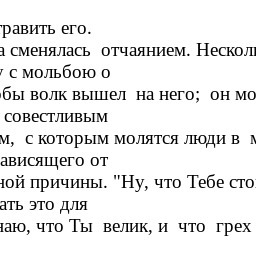 травить его.
а сменялась отчаянием. Нескол
у с мольбою о
бы волк вышел на него; он мо
совестливым
м, с которым молятся люди в м
ависящего от
ной причины. "Ну, что Тебе сто
ать это для
наю, что Ты велик, и что грех